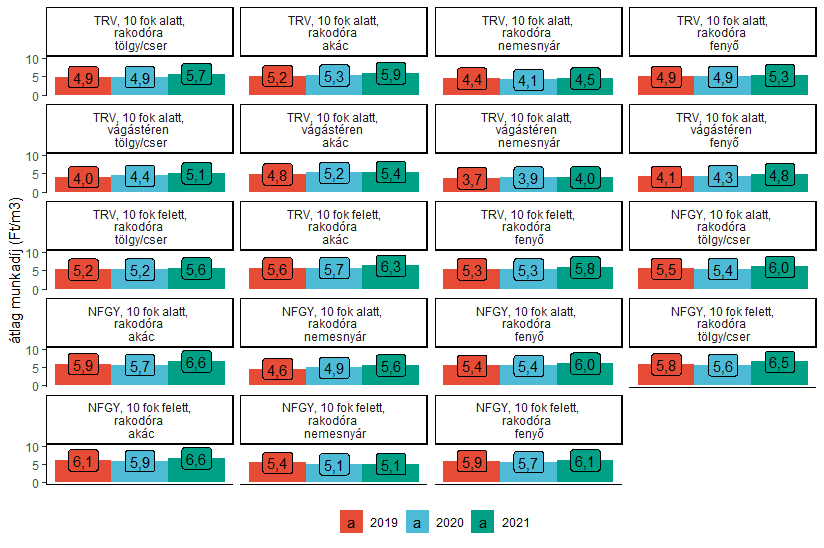 TRV, 10 fok alatt,
rakodóra
tölgy/cser
TRV, 10 fok alatt,
rakodóra
akác
TRV, 10 fok alatt,
rakodóra
nemesnyár
TRV, 10 fok alatt,
rakodóra
fenyő
10
5
0
4,9 4,9 5,7
5,2 5,3 5,9
4,4 4,1 4,5
4,9 4,9 5,3
TRV, 10 fok alatt,
vágástéren
tölgy/cser
TRV, 10 fok alatt,
vágástéren
akác
TRV, 10 fok alatt,
vágástéren
nemesnyár
TRV, 10 fok alatt,
vágástéren
fenyő
10
5
0
4,0 4,4 5,1
4,8 5,2 5,4
3,7 3,9 4,0
4,1 4,3 4,8
TRV, 10 fok felett,
rakodóra
tölgy/cser
TRV, 10 fok felett,
rakodóra
akác
TRV, 10 fok felett,
rakodóra
fenyő
NFGY, 10 fok alatt,
rakodóra
tölgy/cser
10
5
0
5,2 5,2 5,6
5,6 5,7 6,3
5,3 5,3 5,8
5,5 5,4 6,0
NFGY, 10 fok alatt,
rakodóra
akác
NFGY, 10 fok alatt,
rakodóra
nemesnyár
NFGY, 10 fok alatt,
rakodóra
fenyő
NFGY, 10 fok felett,
rakodóra
tölgy/cser
10
5
0
5,9 5,7 6,6
4,6 4,9 5,6
5,4 5,4 6,0
5,8 5,6 6,5
NFGY, 10 fok felett,
rakodóra
akác
NFGY, 10 fok felett,
rakodóra
nemesnyár
NFGY, 10 fok felett,
rakodóra
fenyő
10
5
0
6,1 5,9 6,6
5,4 5,1 5,1
5,9 5,7 6,1
átlag munkadíj (Ft/m3)
a 2019 a 2020 a 2021